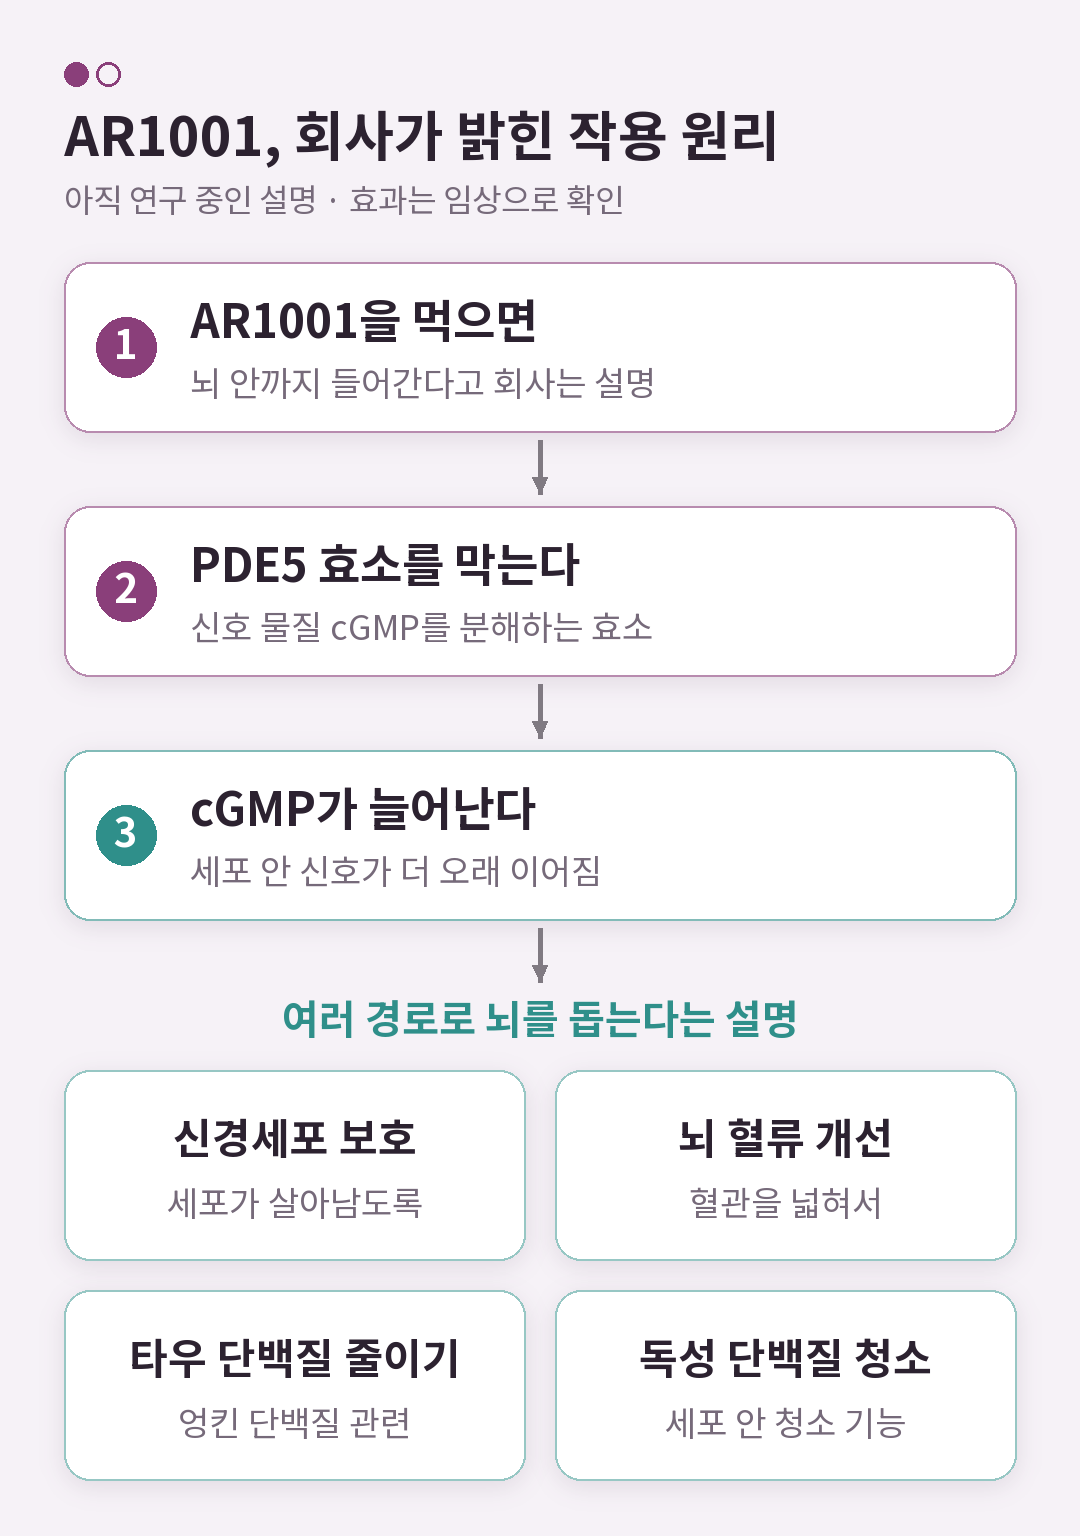 AR1001, 회사가 밝힌 작용 원리
아직 연구 중인 설명 · 효과는 임상으로 확인
1
AR1001을 먹으면
뇌 안까지 들어간다고 회사는 설명
2
PDE5 효소를 막는다
신호 물질 cGMP를 분해하는 효소
3
cGMP가 늘어난다
세포 안 신호가 더 오래 이어짐
여러 경로로 뇌를 돕는다는 설명
신경세포 보호
세포가 살아남도록
뇌 혈류 개선
혈관을 넓혀서
타우 단백질 줄이기
엉킨 단백질 관련
독성 단백질 청소
세포 안 청소 기능